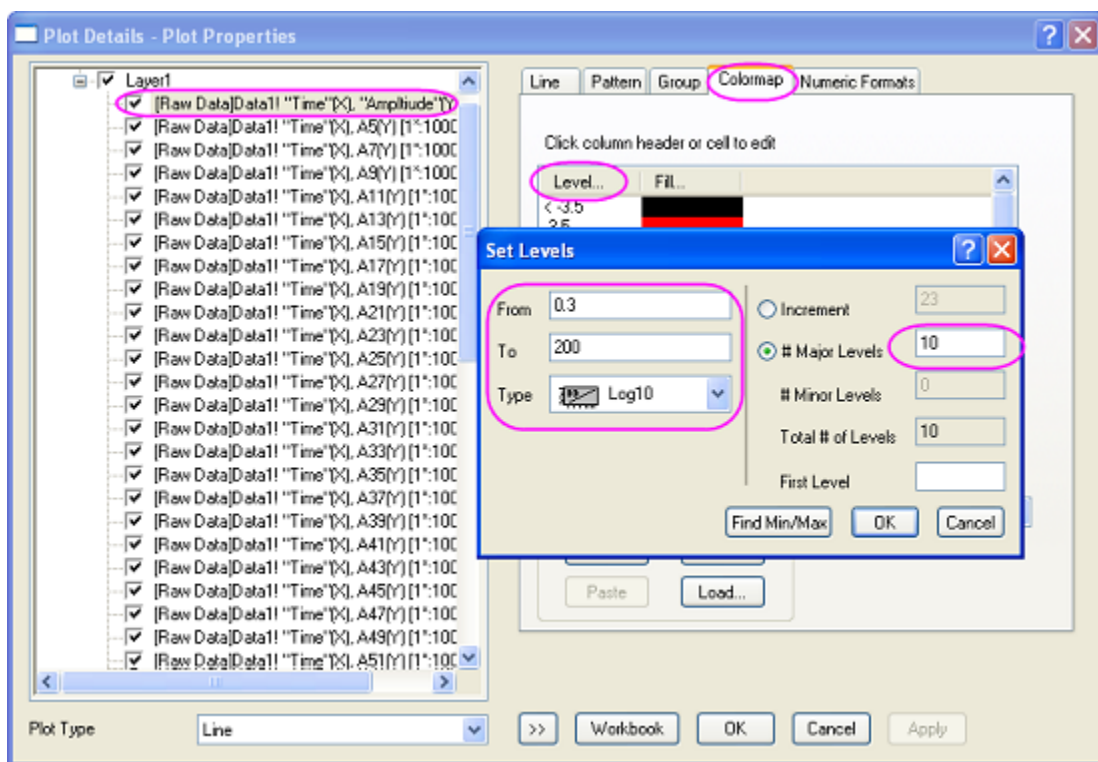 Plot Details - Plot Properties
Layer1
[Raw Data]Data1! "Time"(X), "Ampltiude"(Y)
[Raw Data]Data1! "Time"(X), A5(Y) [1*:100
[Raw Data]Data1! "Time"(X), A7(Y) [1*:100
[Raw Data]Data1! "Time"(X), A9(Y) [1*:100
[Raw Data]Data1! "Time"(X), A11(Y) [1*:100
[Raw Data]Data1! "Time"(X), A13(Y) [1*:100
[Raw Data]Data1! "Time"(X), A15(Y) [1*:100
[Raw Data]Data1! "Time"(X), A17(Y) [1*:100
[Raw Data]Data1! "Time"(X), A19(Y) [1*:100
[Raw Data]Data1! "Time"(X), A21(Y) [1*:100
[Raw Data]Data1! "Time"(X), A23(Y) [1*:100
[Raw Data]Data1! "Time"(X), A25(Y) [1*:100
[Raw Data]Data1! "Time"(X), A27(Y) [1*:100
[Raw Data]Data1! "Time"(X), A29(Y) [1*:100
[Raw Data]Data1! "Time"(X), A31(Y) [1*:100
[Raw Data]Data1! "Time"(X), A33(Y) [1*:100
[Raw Data]Data1! "Time"(X), A35(Y) [1*:100
[Raw Data]Data1! "Time"(X), A37(Y) [1*:100
[Raw Data]Data1! "Time"(X), A39(Y) [1*:100
[Raw Data]Data1! "Time"(X), A41(Y) [1*:100
[Raw Data]Data1! "Time"(X), A43(Y) [1*:100
[Raw Data]Data1! "Time"(X), A45(Y) [1*:100
[Raw Data]Data1! "Time"(X), A47(Y) [1*:100
[Raw Data]Data1! "Time"(X), A49(Y) [1*:100
[Raw Data]Data1! "Time"(X), A51(Y) [1*:100
Plot Type
Line
Line Pattern Group Colormap Numeric Formats
Click column header or cell to edit
Level... Fill...
< -3.5
Set Levels
From 0.3
To 200
Type Log10
Increment 23
# Major Levels 10
# Minor Levels 0
Total # of Levels 10
First Level
Find Min/Max OK Cancel
Paste Load...
>> Workbook OK Cancel Apply